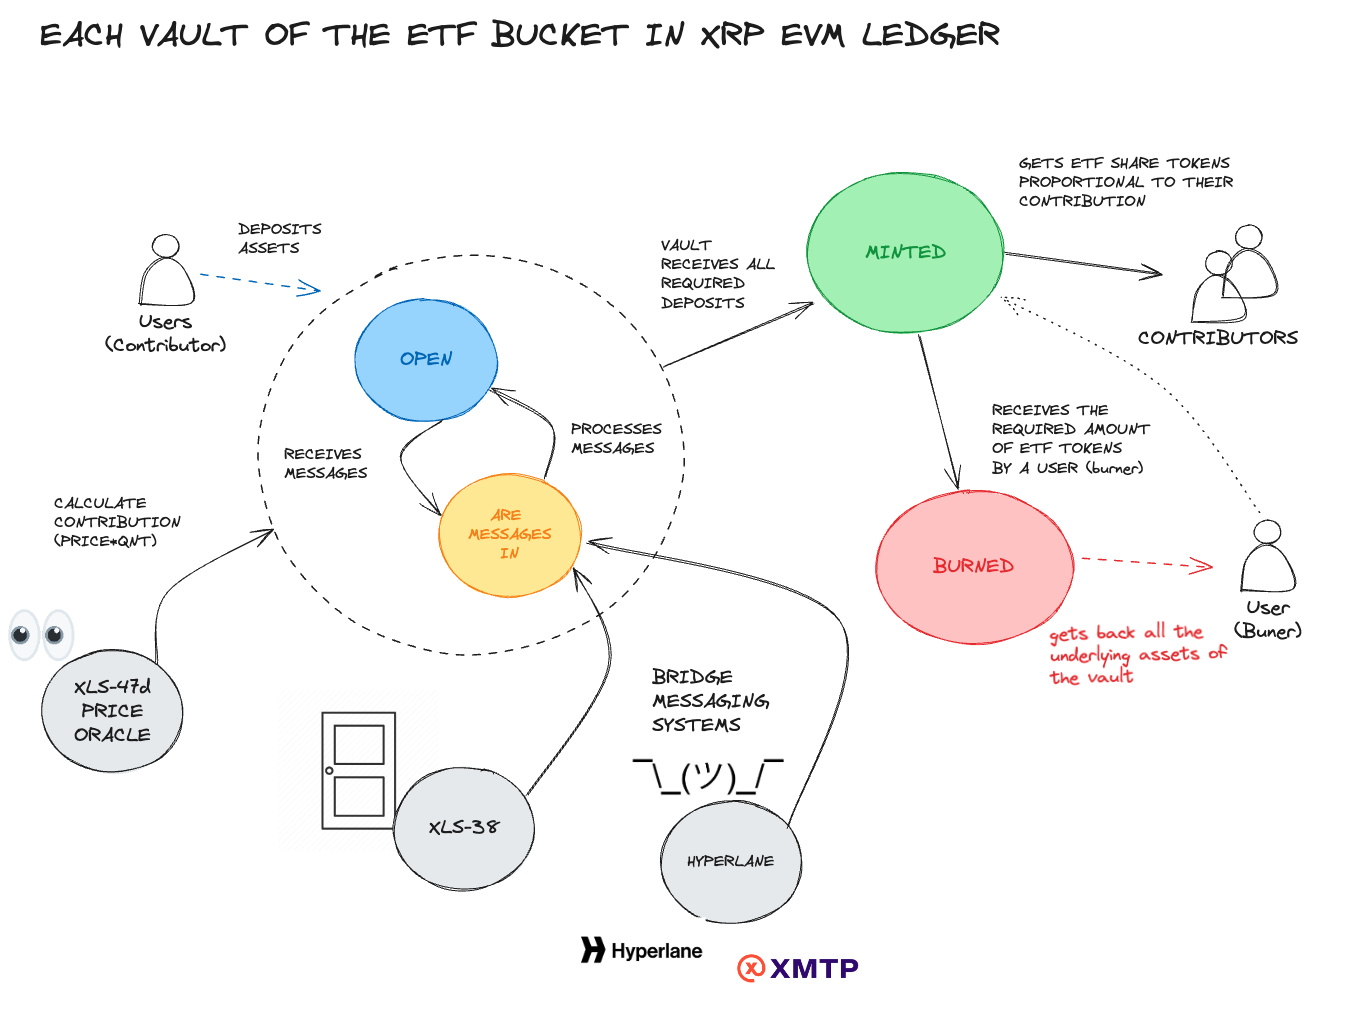 EACH VAULT OF THE ETF BUCKET IN XRP EVM LEDGER
GETS ETF SHARE TOKENS
PROPORTIONAL TO THEIR
CONTRIBUTION
DEPOSITS
ASSETS
Users
(Contributor)
VAULT
RECEIVES ALL
REQUIRED
DEPOSITS
MINTED
CONTRIBUTORS
OPEN
RECEIVES
MESSAGES
PROCESSES
MESSAGES
ARE
MESSAGES
IN
RECEIVES THE
REQUIRED AMOUNT
OF ETF TOKENS
BY A USER (burner)
CALCULATE
CONTRIBUTION
(PRICE*QNT)
BURNED
User
(Buner)
gets back all the
underlying assets of
the vault
XLS-47d
PRICE
ORACLE
BRIDGE
MESSAGING
SYSTEMS
¯\_(ツ)_/¯
XLS-38
HYPERLANE
Hyperlane
XMTP